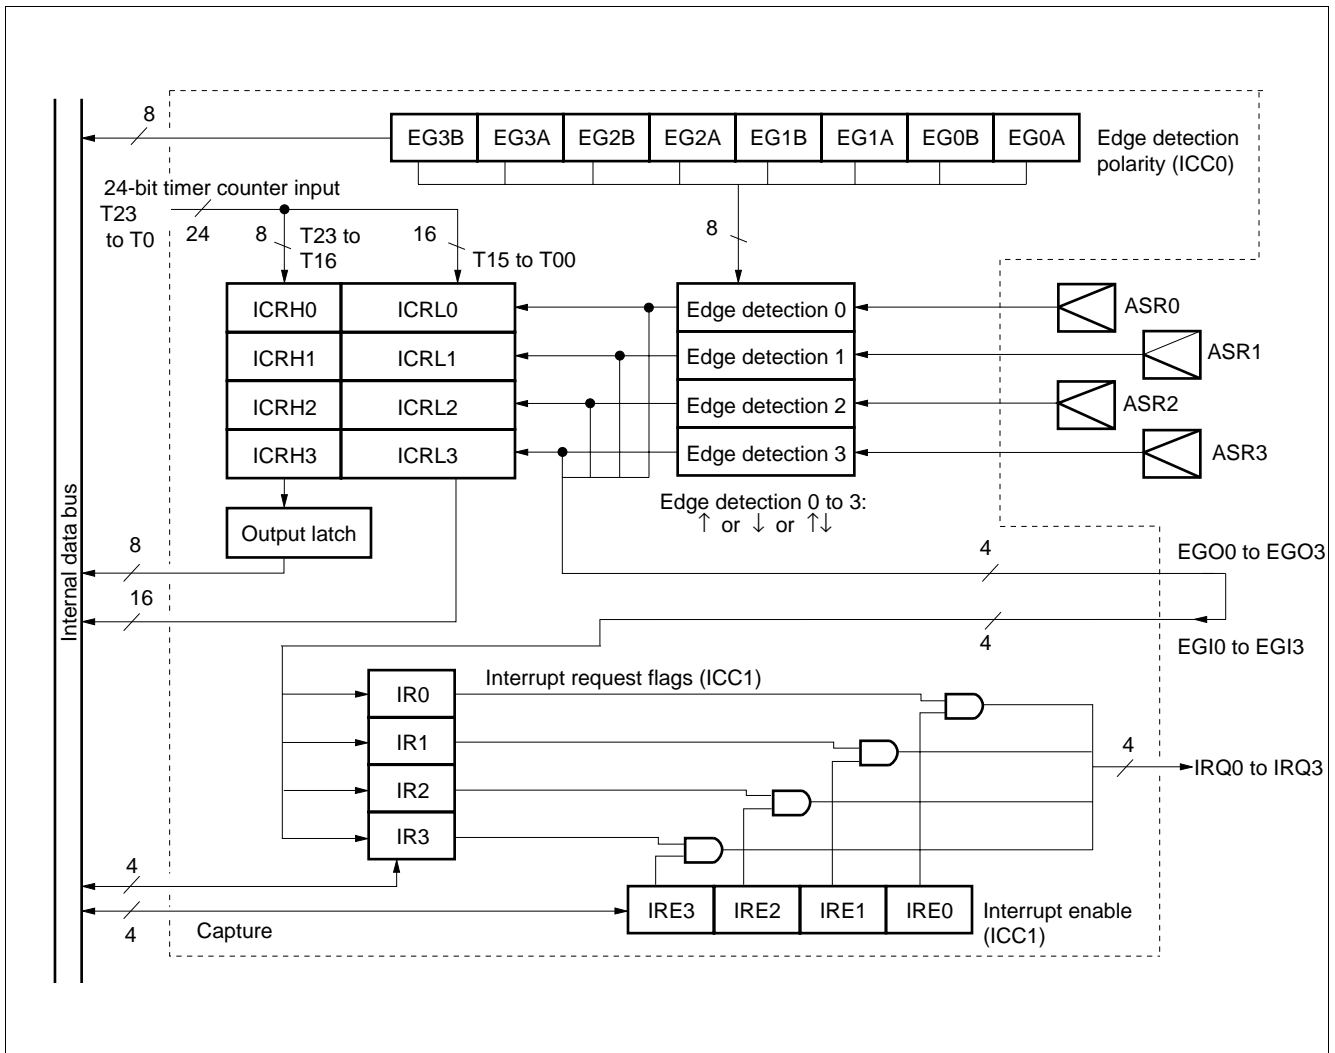 8
EG3B EG3A EG2B EG2A EG1B EG1A EG0B EG0A
Edge detection
polarity (ICC0)
24-bit timer counter input
T23
to T0
24
8
T23 to
T16
16
T15 to T00
8
ICRH0 ICRL0
Edge detection 0
ASR0
ICRH1 ICRL1
Edge detection 1
ASR1
ICRH2 ICRL2
Edge detection 2
ASR2
ICRH3 ICRL3
Edge detection 3
ASR3
Edge detection 0 to 3:
↑ or ↓ or ↑↓
Output latch
8
16
Internal data bus
4
EGO0 to EGO3
4
EGI0 to EGI3
Interrupt request flags (ICC1)
IR0
IR1
IR2
IR3
4
IRQ0 to IRQ3
4
4
Capture
IRE3 IRE2 IRE1 IRE0
Interrupt enable
(ICC1)